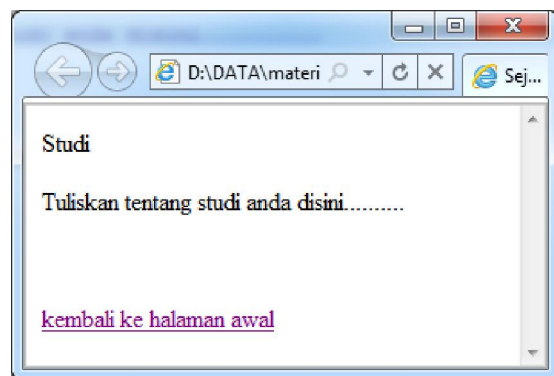 D:\DATA\materi
Sej...
Studi
Tuliskan tentang studi anda disini..........
kembali ke halaman awal